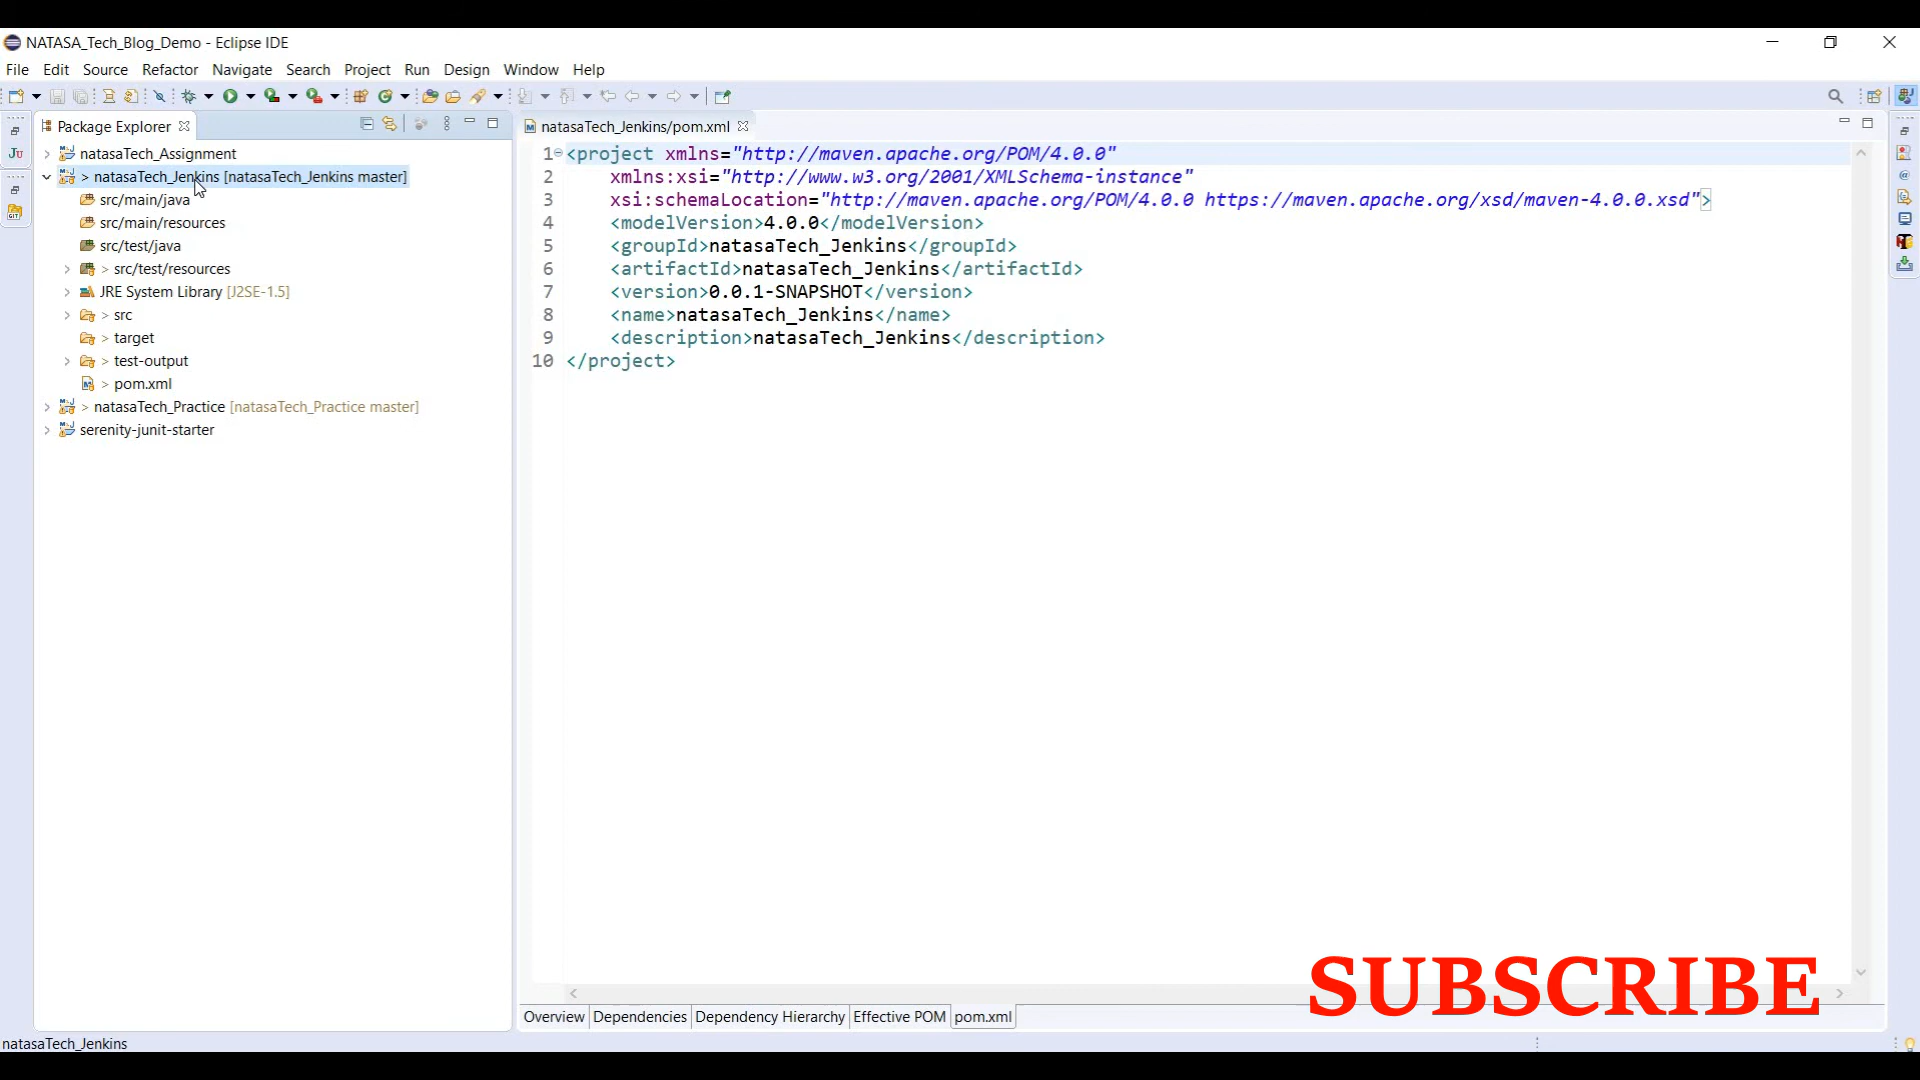 NATASA_Tech_Blog_Demo - Eclipse IDE
File Edit Source Refactor Navigate Search Project Run Design Window Help
Package Explorer
natasaTech_Assignment
> natasaTech_Jenkins [natasaTech_Jenkins master]
src/main/java
src/main/resources
src/test/java
> src/test/resources
JRE System Library [J2SE-1.5]
> src
> target
> test-output
> pom.xml
> natasaTech_Practice [natasaTech_Practice master]
serenity-junit-starter
Ju
GIT
natasaTech_Jenkins/pom.xml
1 <project xmlns="http://maven.apache.org/POM/4.0.0"
2 xmlns:xsi="http://www.w3.org/2001/XMLSchema-instance"
3 xsi:schemaLocation="http://maven.apache.org/POM/4.0.0 https://maven.apache.org/xsd/maven-4.0.0.xsd">
4 <modelVersion>4.0.0</modelVersion>
5 <groupId>natasaTech_Jenkins</groupId>
6 <artifactId>natasaTech_Jenkins</artifactId>
7 <version>0.0.1-SNAPSHOT</version>
8 <name>natasaTech_Jenkins</name>
9 <description>natasaTech_Jenkins</description>
10 </project>
SUBSCRIBE
Overview Dependencies Dependency Hierarchy Effective POM pom.xml
natasaTech_Jenkins